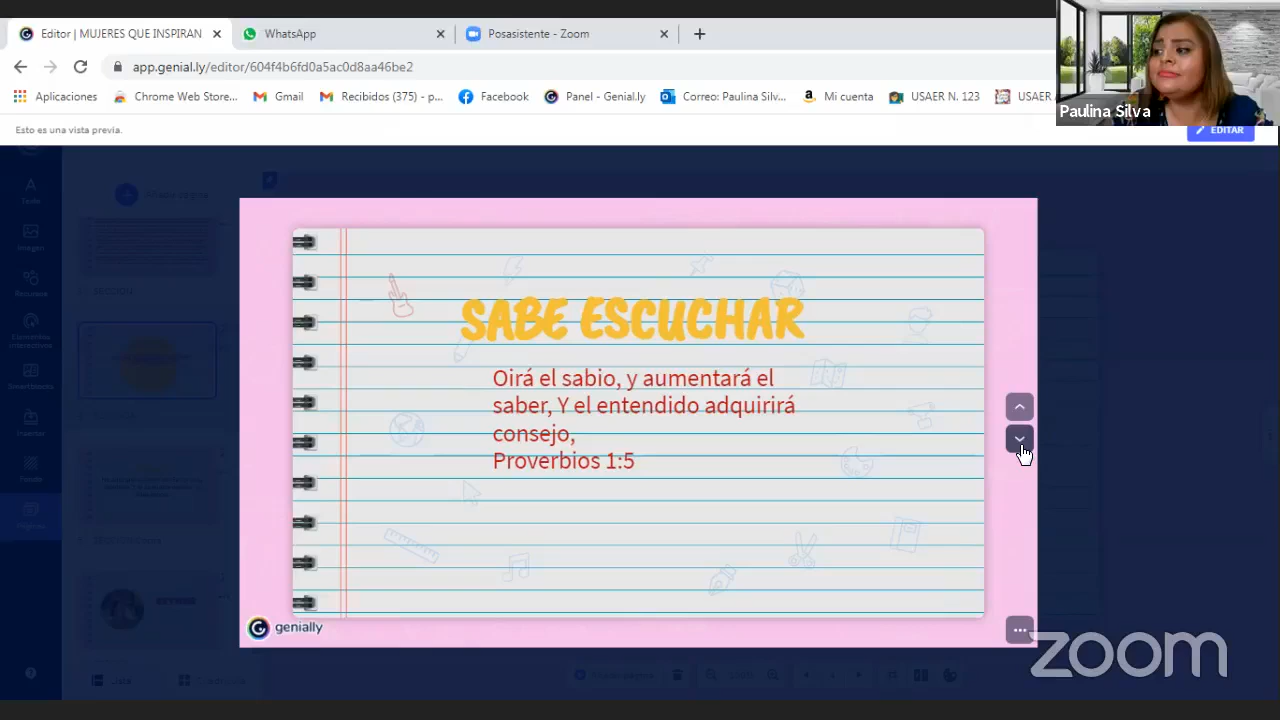 Editor | MUJERES QUE INSPIRAN
WhatsApp
Zoom
app.genial.ly/editor/604f4b6fd0a5ac0d8aa46be2
Aplicaciones
Chrome Web Store...
Gmail
Recibidos (375) - p...
Facebook
Panel - Genial.ly
Correo: Paulina Silv...
Mi cuenta
USAER N. 123
USAER
Paulina Silva
Esto es una vista previa.
EDITAR
SABE ESCUCHAR
Oirá el sabio, y aumentará el
saber, Y el entendido adquirirá
consejo,
Proverbios 1:5
genially
zoom